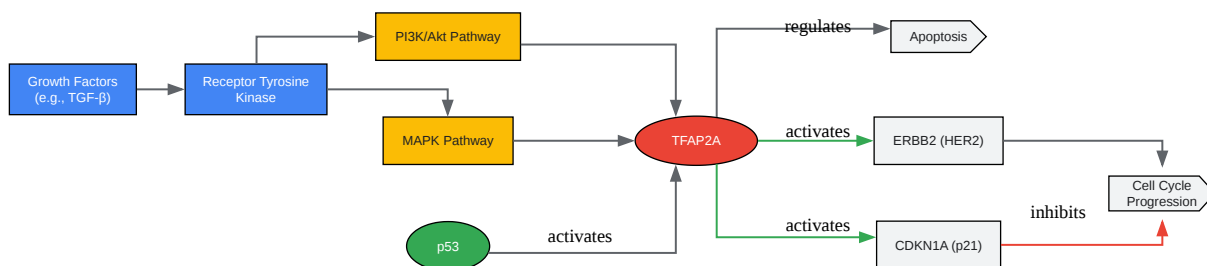 regulates
Apoptosis
PI3K/Akt Pathway
Growth Factors
(e.g., TGF-β)
Receptor Tyrosine
Kinase
MAPK Pathway
TFAP2A
activates
ERBB2 (HER2)
Cell Cycle
Progression
inhibits
p53
activates
activates
CDKN1A (p21)